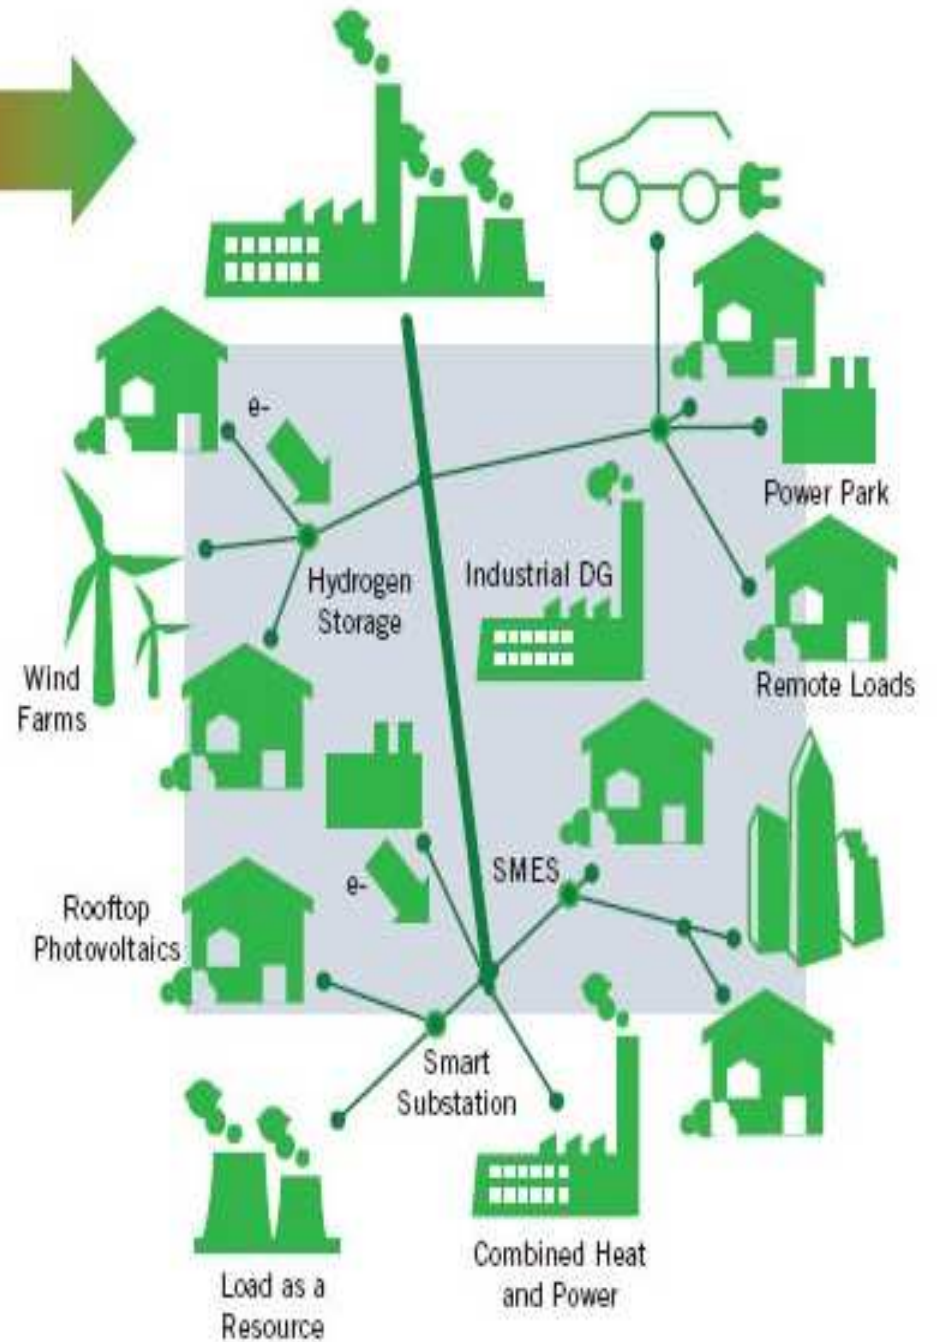 e-
Power Park
Hydrogen
Storage
Industrial DG
Wind
Farms
Remote Loads
SMES
e-
Rooftop
Photovoltaics
Smart
Substation
Combined Heat
and Power
Load as a
Resource